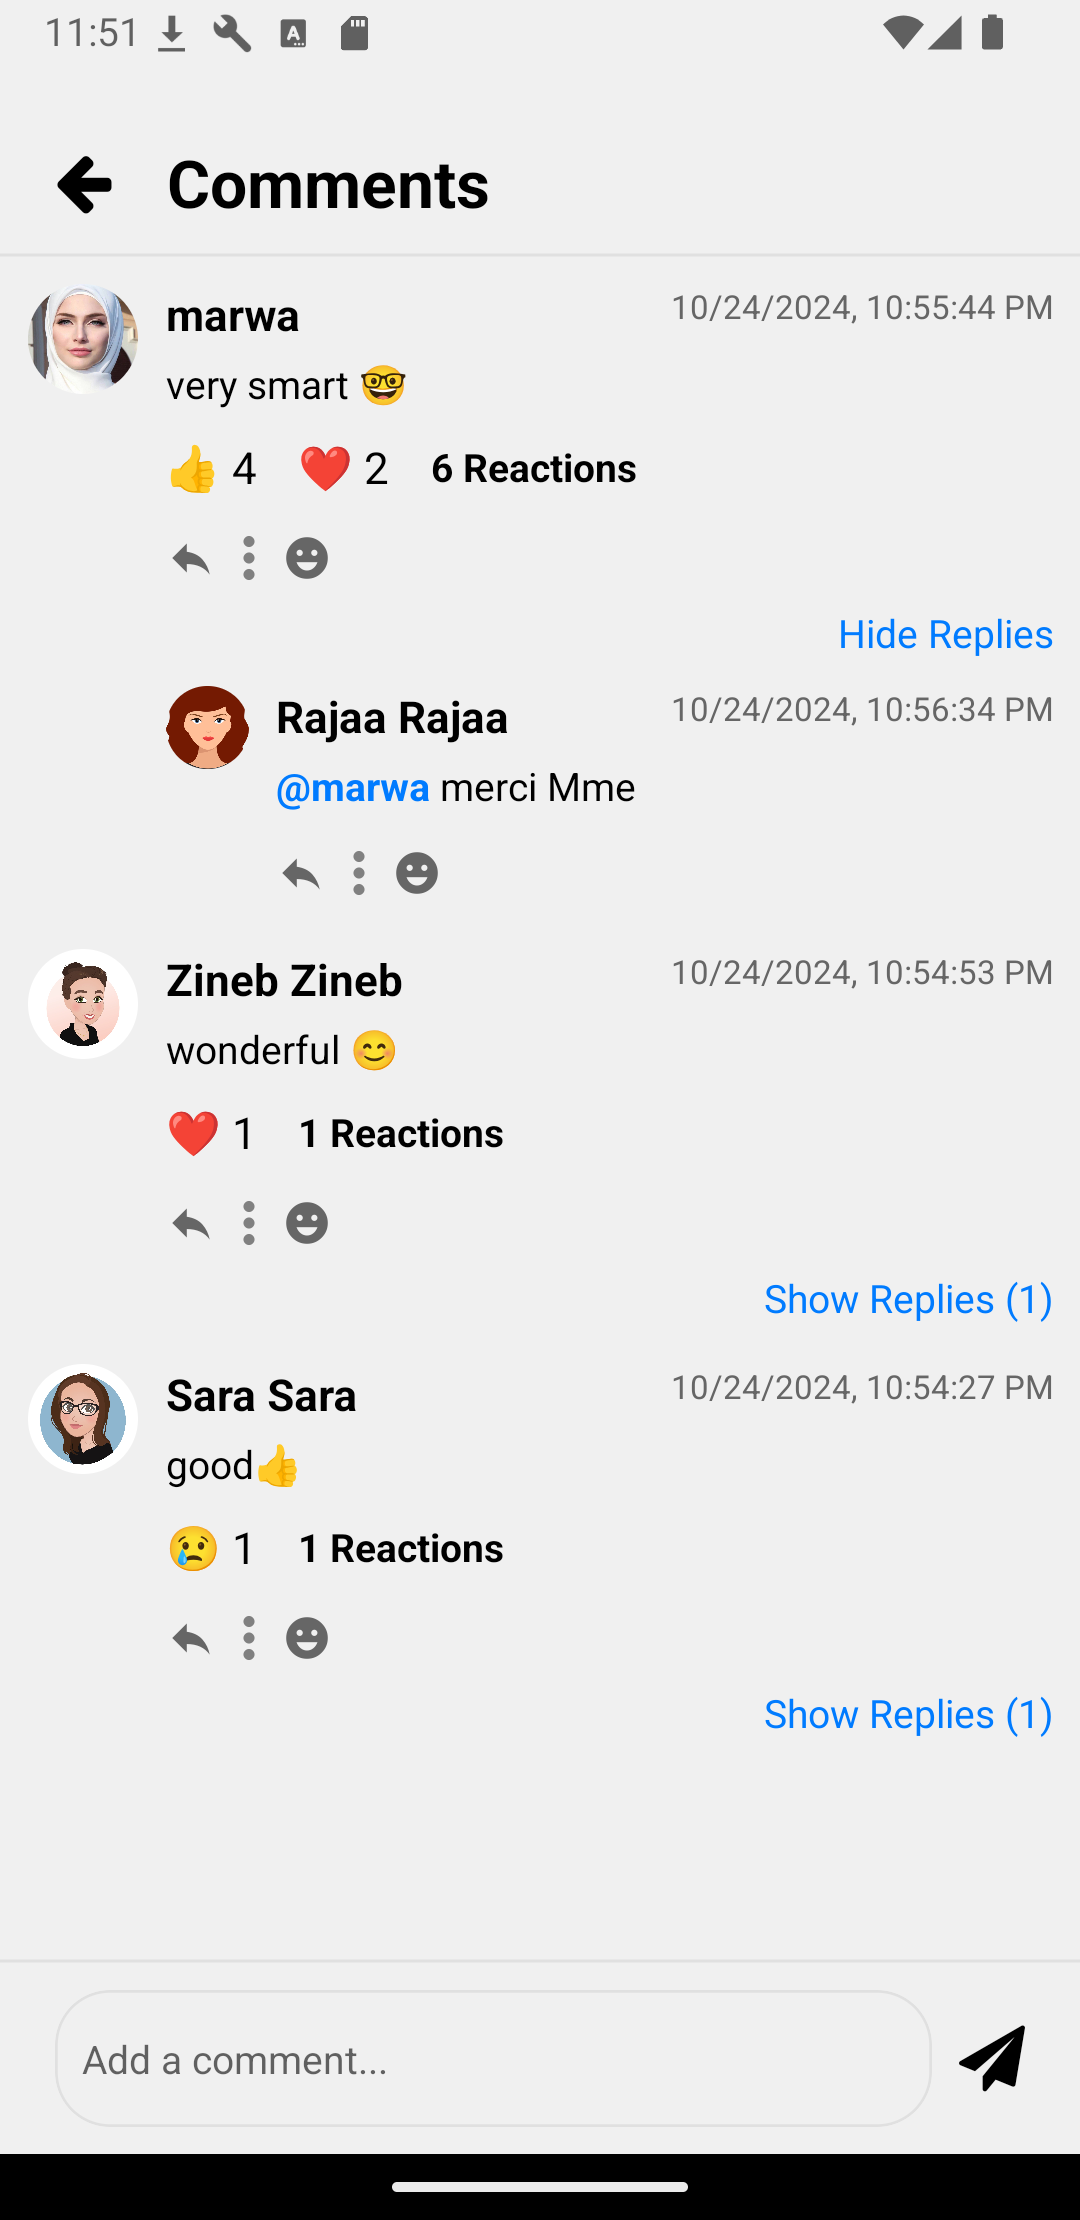 11:51
Comments
marwa 10/24/2024, 10:55:44 PM
very smart 🤓
👍 4 ❤️ 2 6 Reactions
Hide Replies
Rajaa Rajaa 10/24/2024, 10:56:34 PM
@marwa merci Mme
Zineb Zineb 10/24/2024, 10:54:53 PM
wonderful 😊
❤️ 1 1 Reactions
Show Replies (1)
Sara Sara 10/24/2024, 10:54:27 PM
good👍
😢 1 1 Reactions
Show Replies (1)
Add a comment...